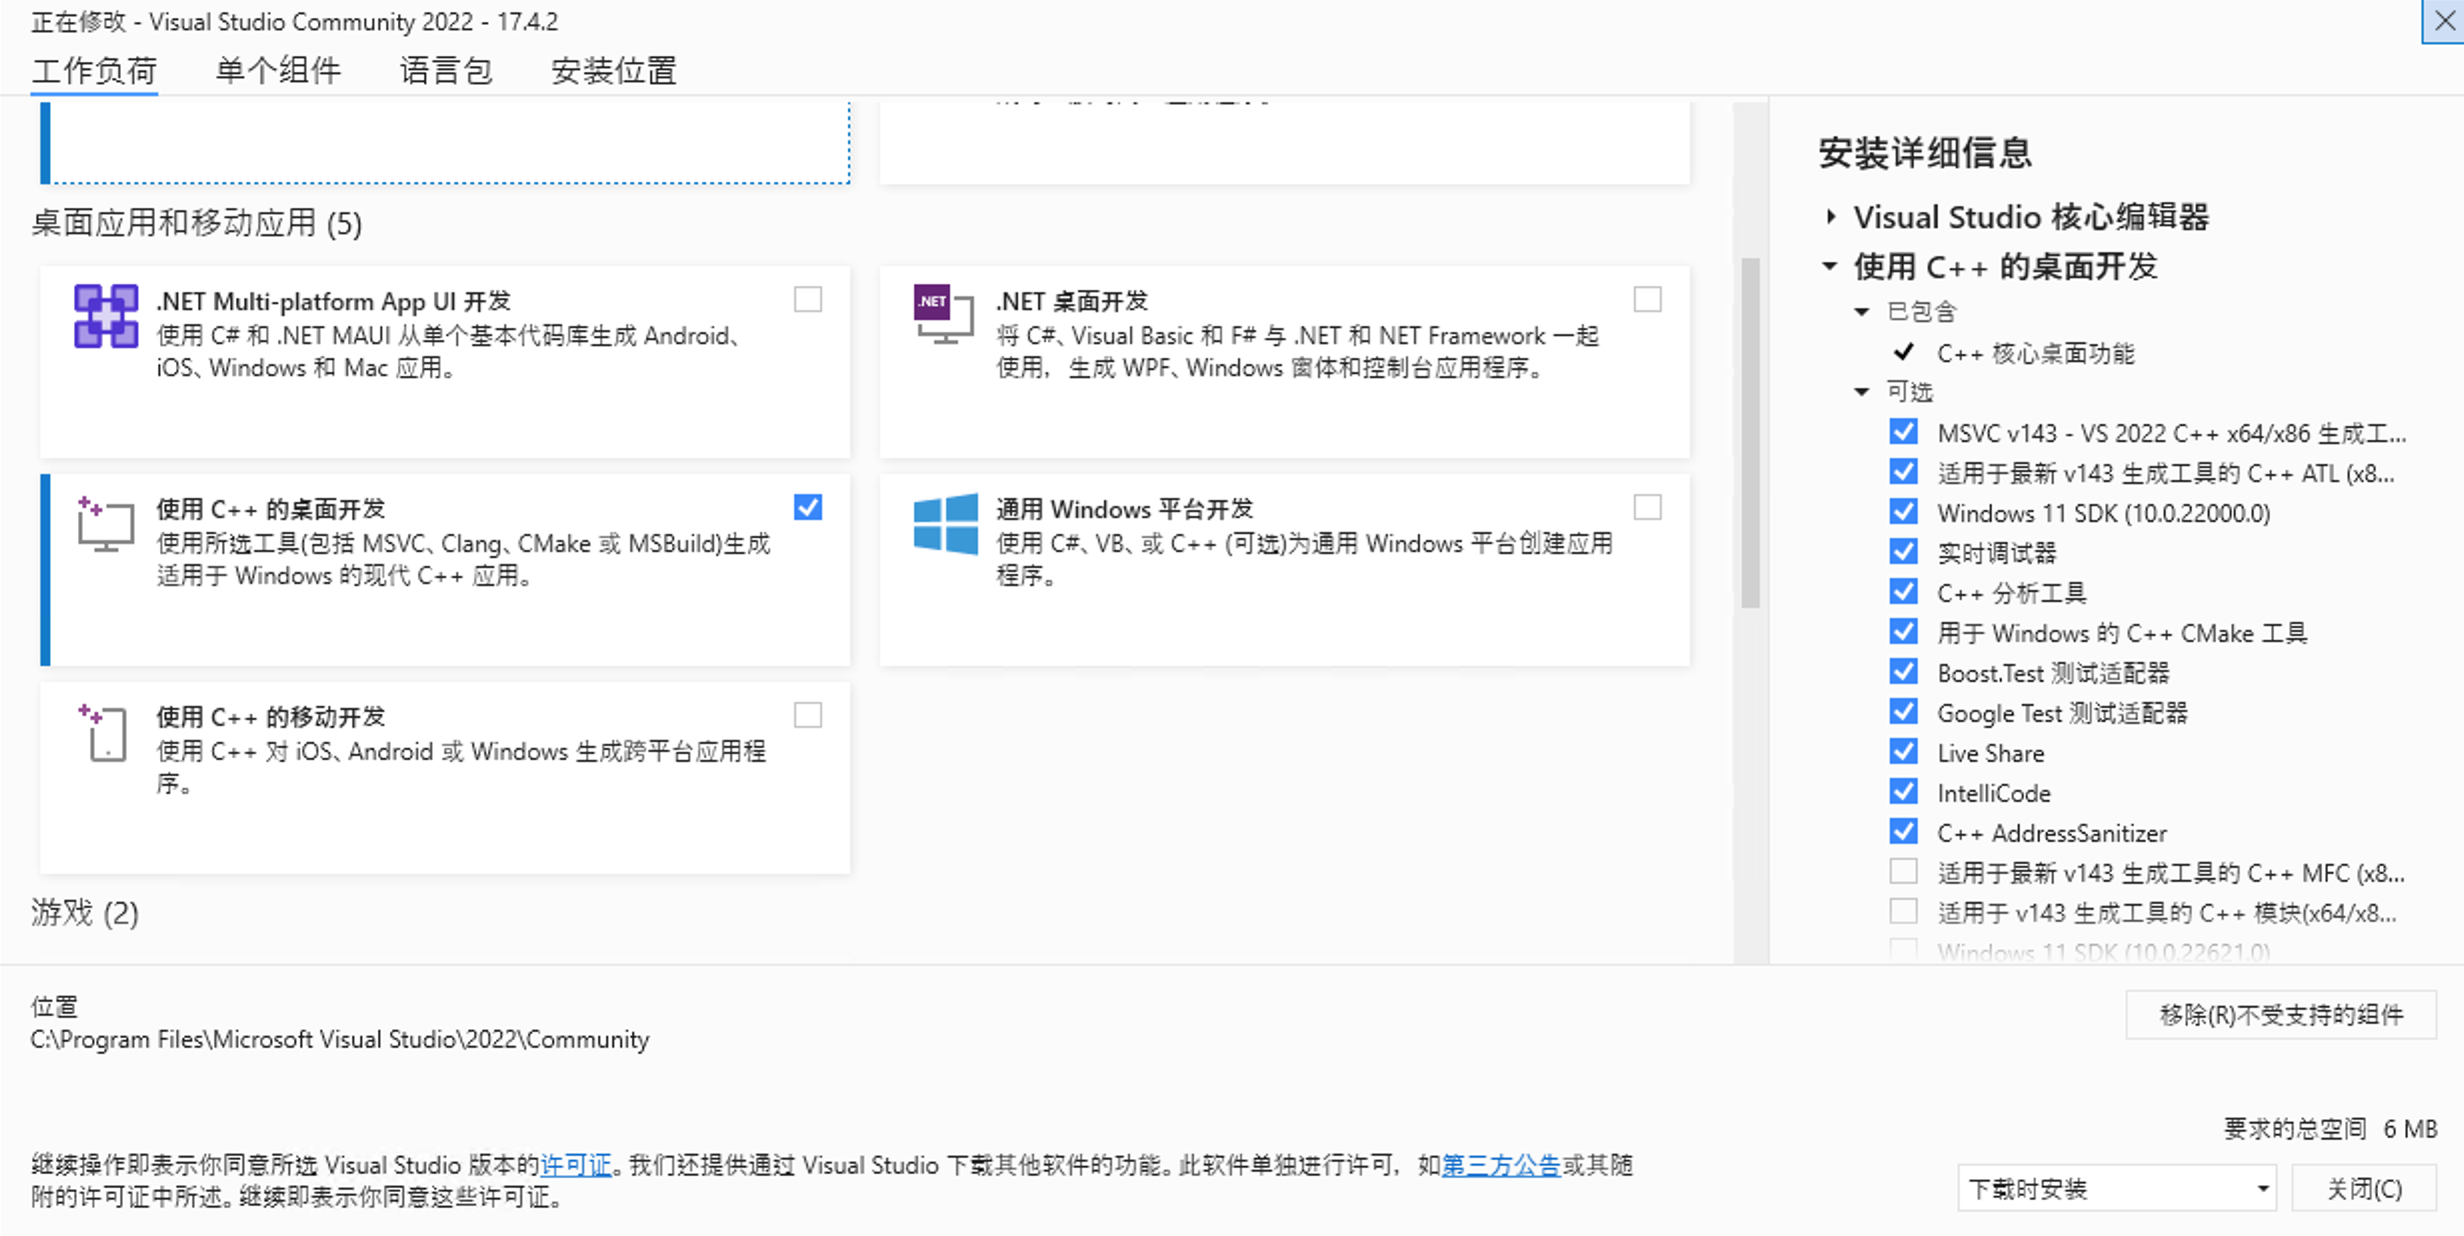 正在修改 - Visual Studio Community 2022 - 17.4.2
工作负荷 单个组件 语言包 安装位置
桌面应用和移动应用 (5)
.NET Multi-platform App UI 开发
使用 C# 和 .NET MAUI 从单个基本代码库生成 Android、
iOS、Windows 和 Mac 应用。
.NET
.NET 桌面开发
将 C#、Visual Basic 和 F# 与 .NET 和 NET Framework 一起
使用，生成 WPF、Windows 窗体和控制台应用程序。
使用 C++ 的桌面开发
使用所选工具(包括 MSVC、Clang、CMake 或 MSBuild)生成
适用于 Windows 的现代 C++ 应用。
通用 Windows 平台开发
使用 C#、VB、或 C++ (可选)为通用 Windows 平台创建应用
程序。
使用 C++ 的移动开发
使用 C++ 对 iOS、Android 或 Windows 生成跨平台应用程
序。
游戏 (2)
安装详细信息
Visual Studio 核心编辑器
使用 C++ 的桌面开发
已包含
C++ 核心桌面功能
可选
MSVC v143 - VS 2022 C++ x64/x86 生成工...
适用于最新 v143 生成工具的 C++ ATL (x8...
Windows 11 SDK (10.0.22000.0)
实时调试器
C++ 分析工具
用于 Windows 的 C++ CMake 工具
Boost.Test 测试适配器
Google Test 测试适配器
Live Share
IntelliCode
C++ AddressSanitizer
适用于最新 v143 生成工具的 C++ MFC (x8...
适用于 v143 生成工具的 C++ 模块(x64/x8...
Windows 11 SDK (10.0.22621.0)
位置
C:\Program Files\Microsoft Visual Studio\2022\Community
移除(R)不受支持的组件
要求的总空间 6 MB
继续操作即表示你同意所选 Visual Studio 版本的许可证。我们还提供通过 Visual Studio 下载其他软件的功能。此软件单独进行许可，如第三方公告或其随
附的许可证中所述。继续即表示你同意这些许可证。
下载时安装
关闭(C)